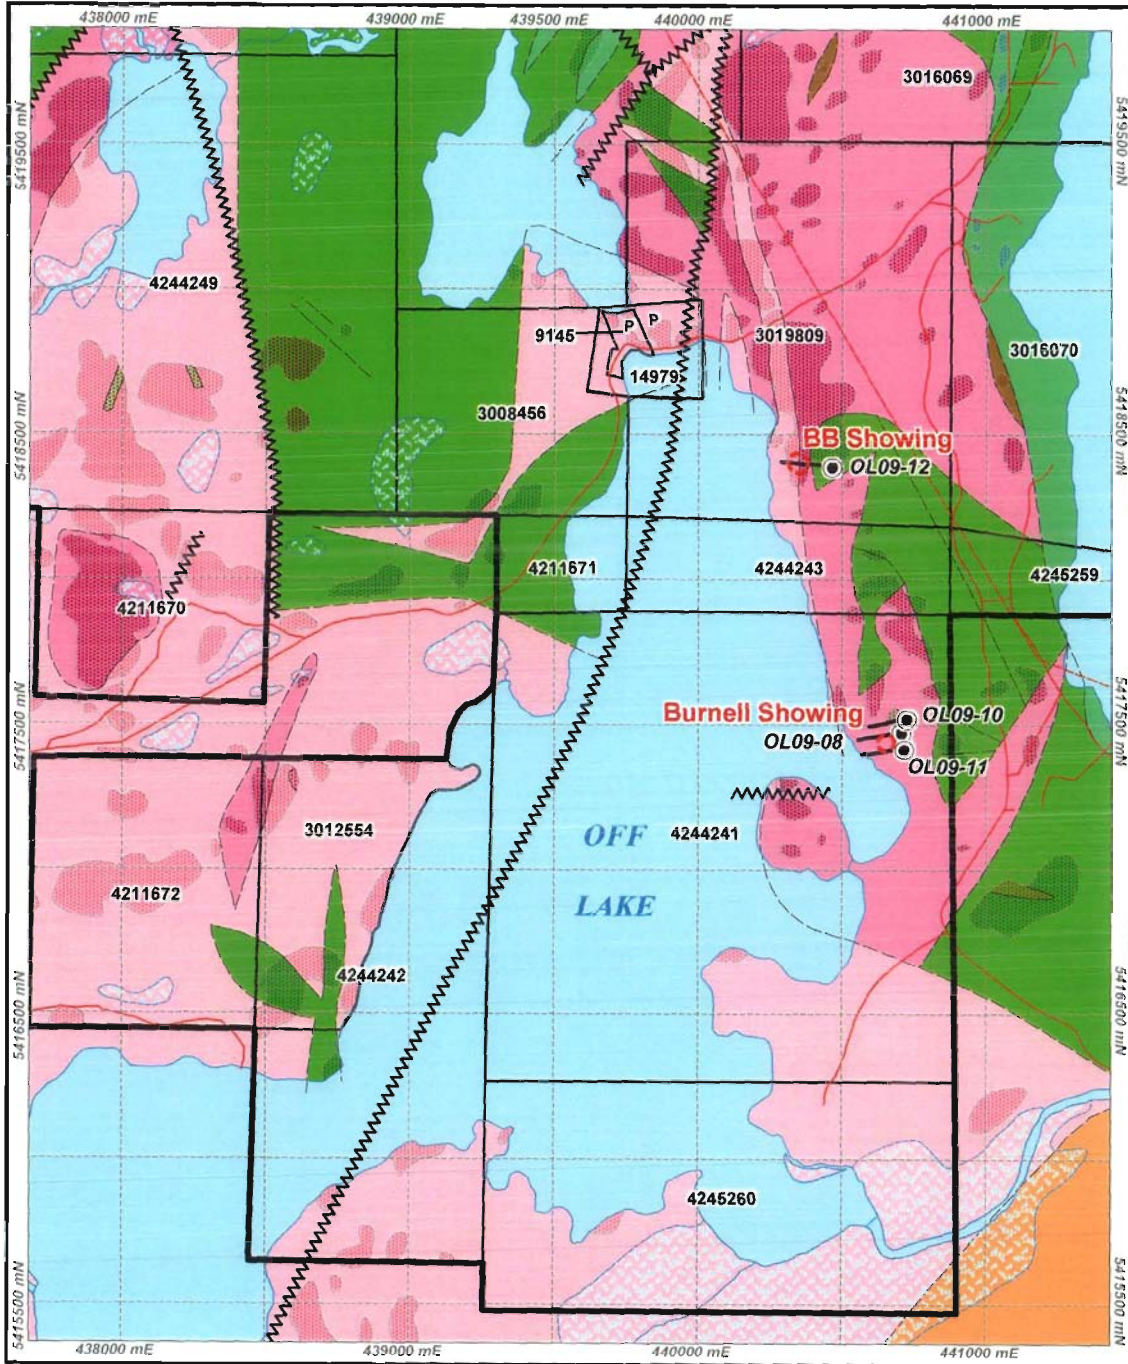 438000 mE
439000 mE
439500 mE
440000 mE
441000 mE
3016069
5419500 mN
5419500 mN
4244249
9145
P
P
3019809
3016070
14979
3008456
5418500 mN
5418500 mN
BB Showing
OL09-12
4211671
4244243
4245259
4211670
5417500 mN
5417500 mN
Burnell Showing
OL09-10
OL09-08
OL09-11
3012554
OFF
4244241
4211672
LAKE
4244242
5416500 mN
5416500 mN
4245260
5415500 mN
5415500 mN
438000 mE
439000 mE
440000 mE
441000 mE